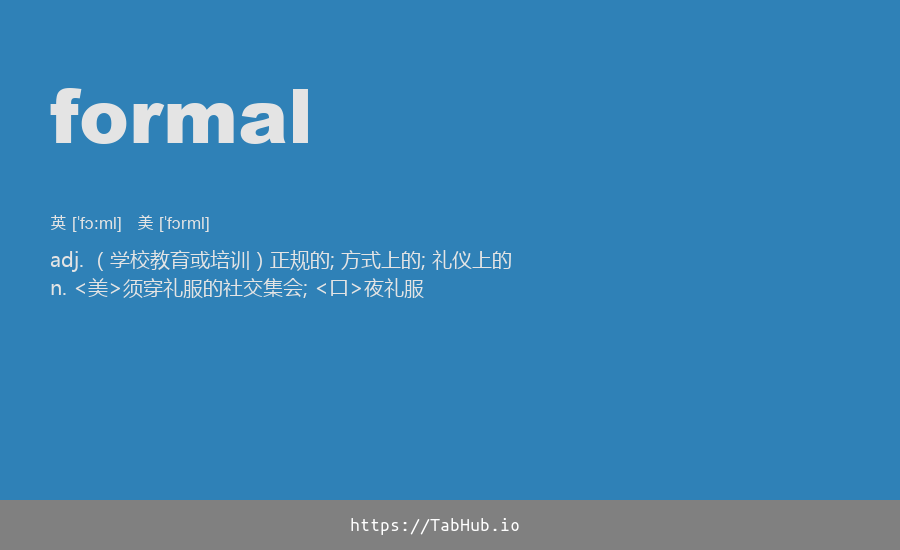 formal
英 [ˈfɔːml] 美 [ˈfɔrml]
adj. ( 学校教育或培训 ) 正规的; 方式上的; 礼仪上的
n. <美>须穿礼服的社交集会; <口>夜礼服
https://TabHub.io